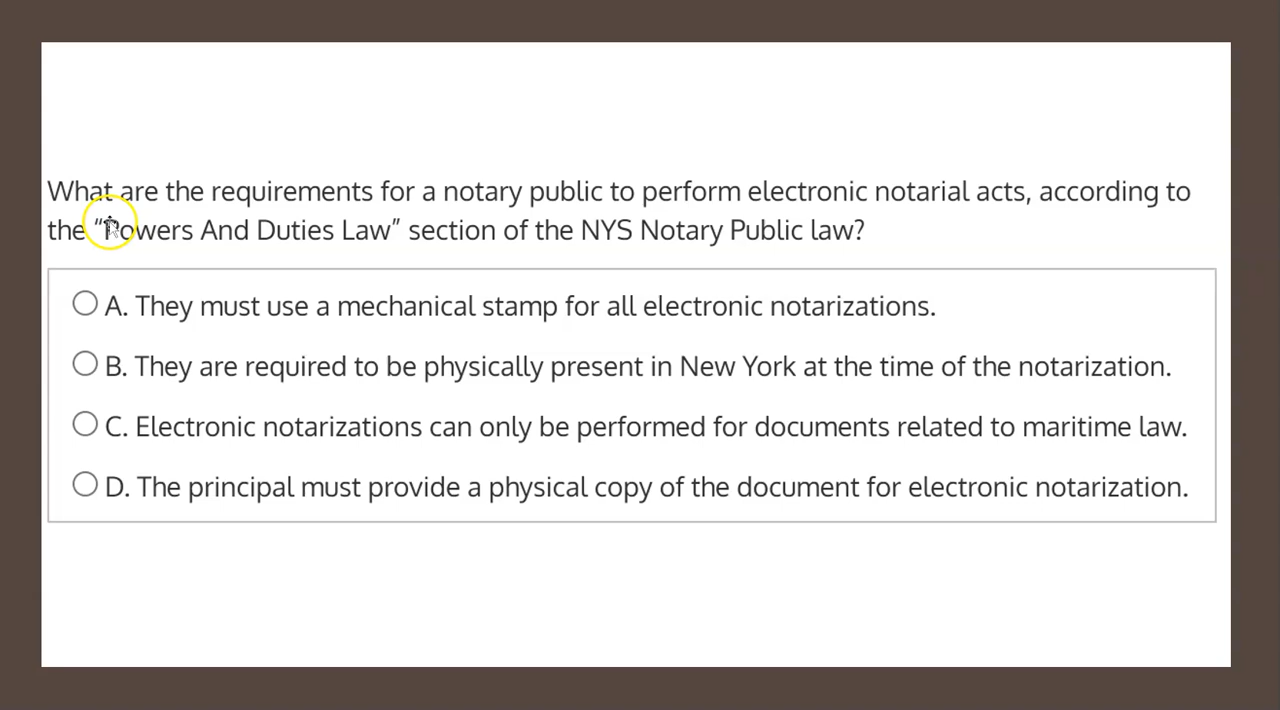 What are the requirements for a notary public to perform electronic notarial acts, according to
the “Powers And Duties Law” section of the NYS Notary Public law?
A. They must use a mechanical stamp for all electronic notarizations.
B. They are required to be physically present in New York at the time of the notarization.
C. Electronic notarizations can only be performed for documents related to maritime law.
D. The principal must provide a physical copy of the document for electronic notarization.